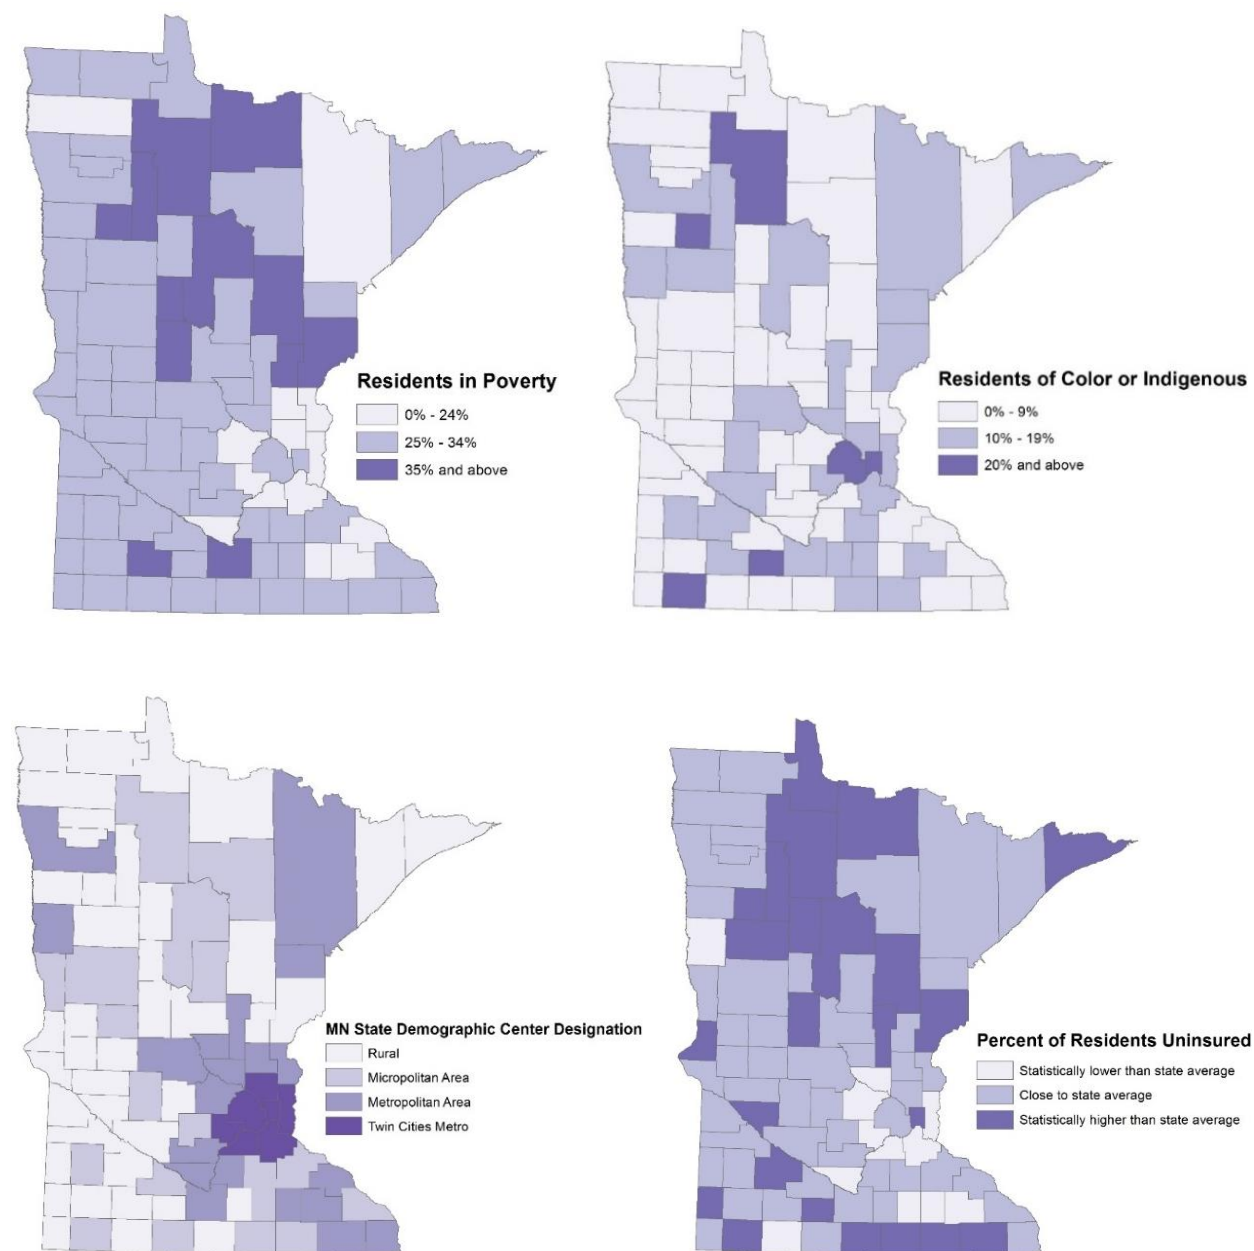 Residents in Poverty
0% - 24%
25% - 34%
35% and above
Residents of Color or Indigenous
0% - 9%
10% - 19%
20% and above
MN State Demographic Center Designation
Rural
Micropolitan Area
Metropolitan Area
Twin Cities Metro
Percent of Residents Uninsured
Statistically lower than state average
Close to state average
Statistically higher than state average